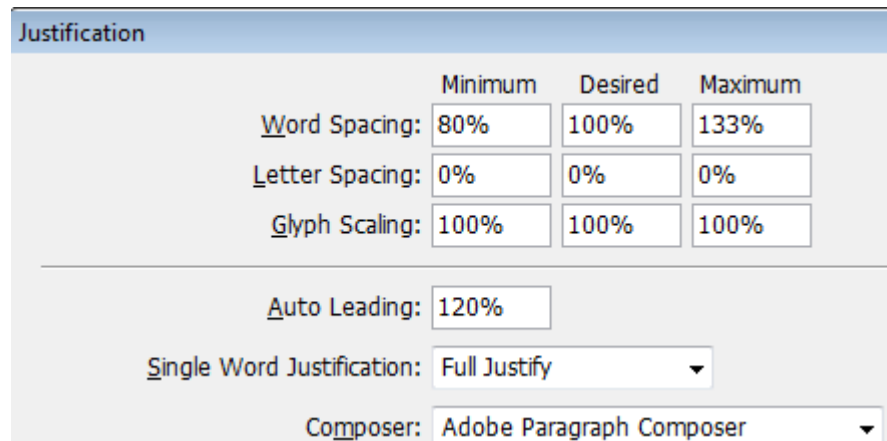 Justification
Minimum Desired Maximum
Word Spacing: 80% 100% 133%
Letter Spacing: 0% 0% 0%
Glyph Scaling: 100% 100% 100%
Auto Leading: 120%
Single Word Justification: Full Justify
Composer: Adobe Paragraph Composer